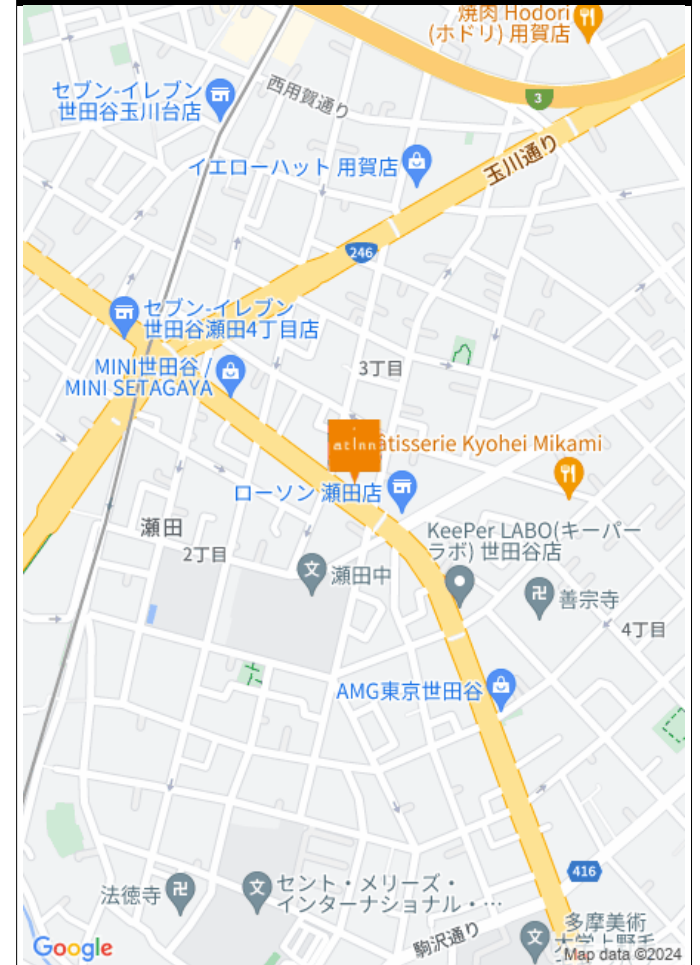 焼肉 Hodori
(ホドリ) 用賀店
セブン-イレブン
世田谷玉川台店
西用賀通り
3
イエローハット 用賀店
玉川通り
246
セブン-イレブン
世田谷瀬田4丁目店
MINI世田谷 /
MINI SETAGAYA
3丁目
atInn
âtisserie Kyohei Mikami
ローソン 瀬田店
瀬田
2丁目
KeePer LABO(キーパー
ラボ) 世田谷店
瀬田中
善宗寺
4丁目
AMG東京世田谷
416
法徳寺
セント・メリーズ・
インターナショナル・…
駒沢通り
多摩美術
大学上野毛
Google
Map data ©2024